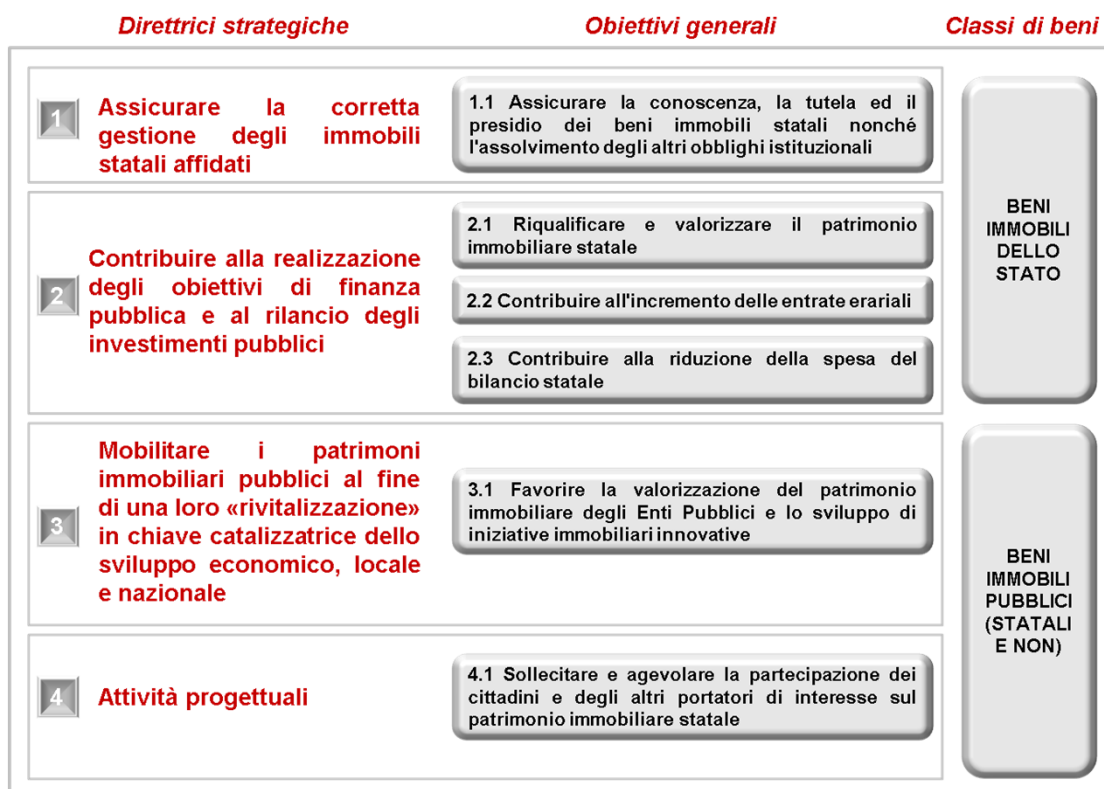 Direttrici strategiche
Obiettivi generali
Classi di beni
1
Assicurare la corretta
gestione degli immobili
statali affidati
1.1 Assicurare la conoscenza, la tutela ed il
presidio dei beni immobili statali nonché
l'assolvimento degli altri obblighi istituzionali
2
Contribuire alla realizzazione
degli obiettivi di finanza
pubblica e al rilancio degli
investimenti pubblici
2.1 Riqualificare e valorizzare il patrimonio
immobiliare statale
2.2 Contribuire all'incremento delle entrate erariali
2.3 Contribuire alla riduzione della spesa del
bilancio statale
BENI
IMMOBILI
DELLO
STATO
3
Mobilitare i patrimoni
immobiliari pubblici al fine
di una loro «rivitalizzazione»
in chiave catalizzatrice dello
sviluppo economico, locale
e nazionale
3.1 Favorire la valorizzazione del patrimonio
immobiliare degli Enti Pubblici e lo sviluppo di
iniziative immobiliari innovative
4
Attività progettuali
4.1 Sollecitare e agevolare la partecipazione dei
cittadini e degli altri portatori di interesse sul
patrimonio immobiliare statale
BENI
IMMOBILI
PUBBLICI
(STATALI
E NON)